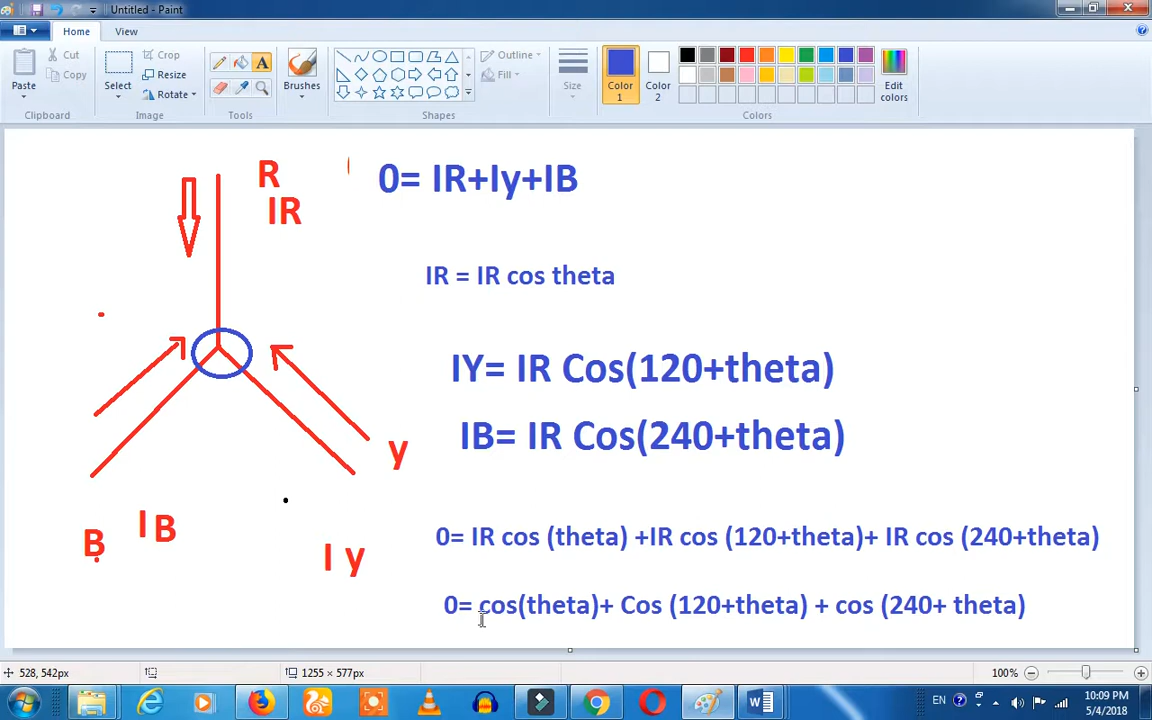 Untitled - Paint
Home View
Paste
Cut
Copy
Clipboard
Select
Crop
Resize
Rotate
Image
A
Tools
Brushes
Outline
Fill
Shapes
Size
Color 1
Color 2
Edit colors
Colors
R
IR
0= IR+Iy+IB
IR = IR cos theta
IY= IR Cos(120+theta)
IB= IR Cos(240+theta)
y
I B
B
I y
0= IR cos (theta) +IR cos (120+theta)+ IR cos (240+theta)
0= cos(theta)+ Cos (120+theta) + cos (240+ theta)
528, 542px
1255 × 577px
100%
EN
10:09 PM
5/4/2018